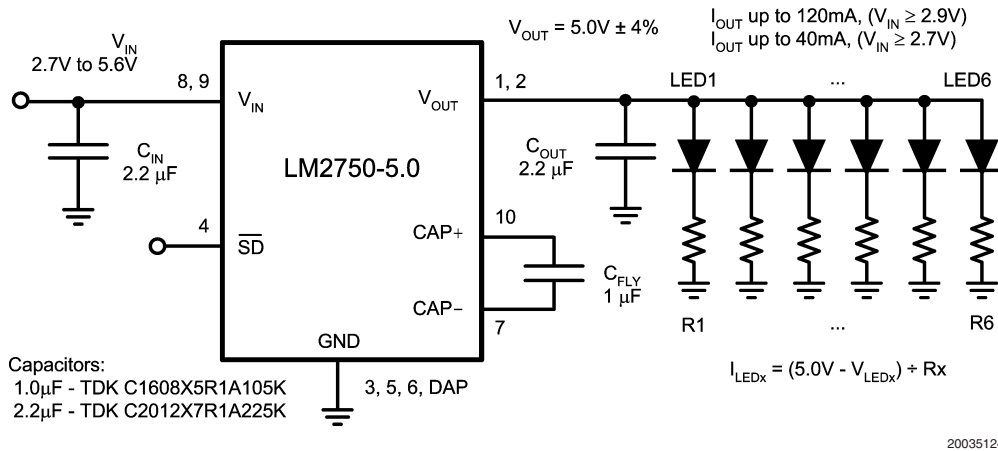 V_OUT = 5.0V ± 4%
I_OUT up to 120mA, (V_IN ≥ 2.9V)
I_OUT up to 40mA, (V_IN ≥ 2.7V)
V_IN
2.7V to 5.6V
8, 9
1, 2
LED1
...
LED6
V_IN
V_OUT
C_IN
2.2 µF
LM2750-5.0
C_OUT
2.2 µF
4
SD
10
CAP+
C_FLY
1 µF
CAP−
7
R1
...
R6
GND
3, 5, 6, DAP
I_LEDx = (5.0V - V_LEDx) ÷ Rx
Capacitors:
1.0µF - TDK C1608X5R1A105K
2.2µF - TDK C2012X7R1A225K